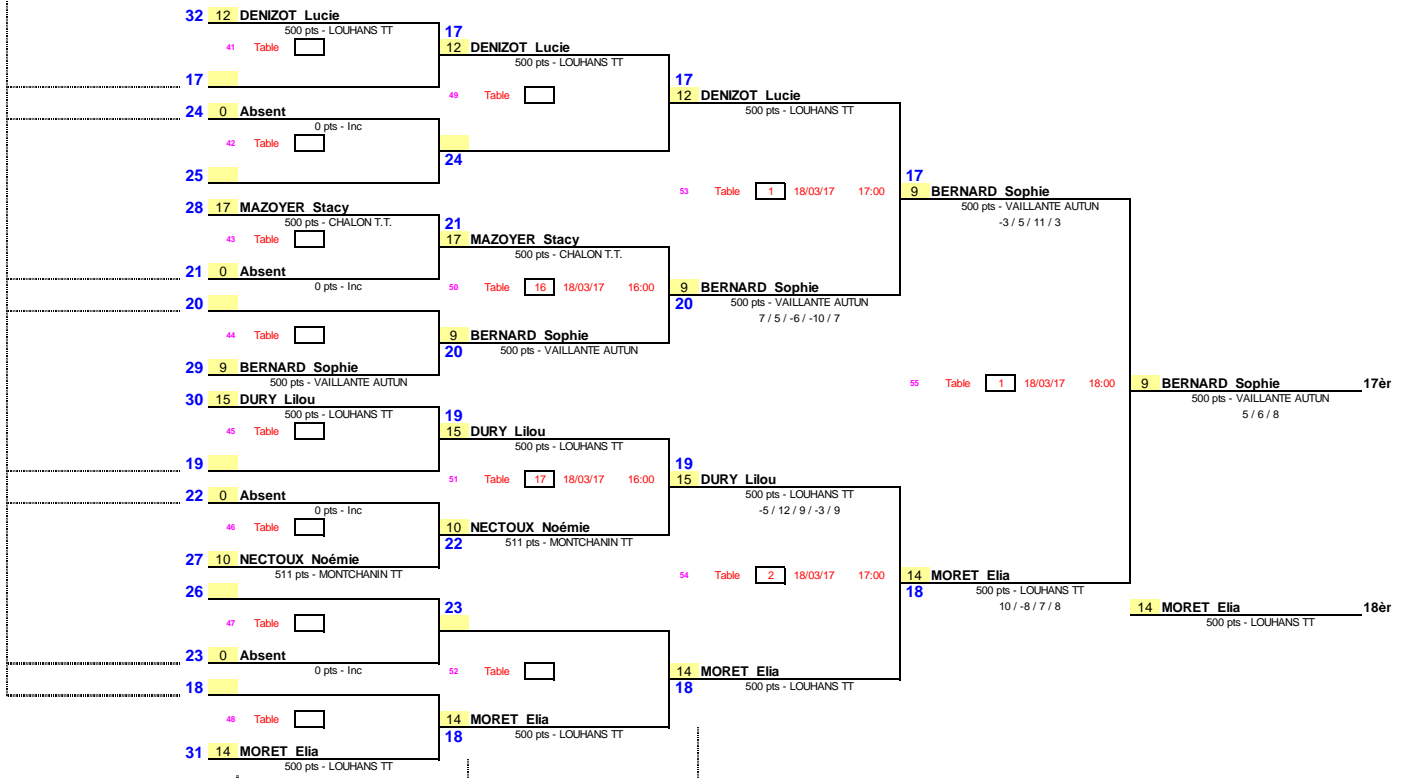 32 12 DENIZOT Lucie
500 pts - LOUHANS TT
17
41 Table
12 DENIZOT Lucie
500 pts - LOUHANS TT
17
17
49 Table
12 DENIZOT Lucie
500 pts - LOUHANS TT
24 0 Absent
0 pts - Inc
42 Table
24
25
17
53 Table 1 18/03/17 17:00
9 BERNARD Sophie
500 pts - VAILLANTE AUTUN
-3 / 5 / 11 / 3
28 17 MAZOYER Stacy
500 pts - CHALON T.T.
21
43 Table
17 MAZOYER Stacy
500 pts - CHALON T.T.
21 0 Absent
0 pts - Inc
50 Table 16 18/03/17 16:00
9 BERNARD Sophie
20
500 pts - VAILLANTE AUTUN
7 / 5 / -6 / -10 / 7
20
44 Table
9 BERNARD Sophie
20
500 pts - VAILLANTE AUTUN
29 9 BERNARD Sophie
500 pts - VAILLANTE AUTUN
55 Table 1 18/03/17 18:00
9 BERNARD Sophie 17èr
500 pts - VAILLANTE AUTUN
5 / 6 / 8
30 15 DURY Lilou
500 pts - LOUHANS TT
19
45 Table
15 DURY Lilou
500 pts - LOUHANS TT
19
19
51 Table 17 18/03/17 16:00
15 DURY Lilou
500 pts - LOUHANS TT
-5 / 12 / 9 / -3 / 9
22 0 Absent
0 pts - Inc
46 Table
10 NECTOUX Noémie
22
511 pts - MONTCHANIN TT
27 10 NECTOUX Noémie
511 pts - MONTCHANIN TT
54 Table 2 18/03/17 17:00
14 MORET Elia
18
500 pts - LOUHANS TT
10 / -8 / 7 / 8
14 MORET Elia 18èr
500 pts - LOUHANS TT
26
23
47 Table
23 0 Absent
0 pts - Inc
52 Table
14 MORET Elia
18
500 pts - LOUHANS TT
18
48 Table
14 MORET Elia
18
500 pts - LOUHANS TT
31 14 MORET Elia
500 pts - LOUHANS TT